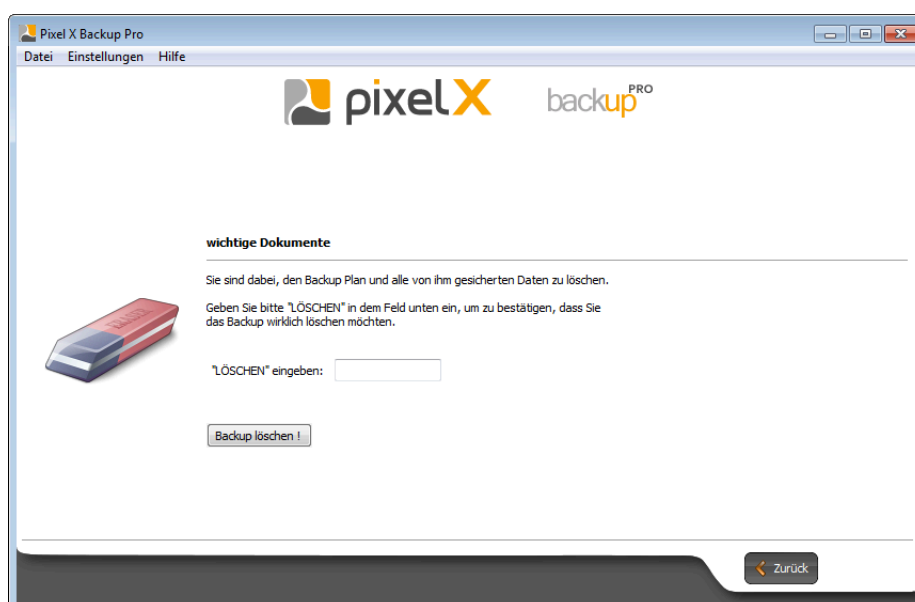 Pixel X Backup Pro
Datei Einstellungen Hilfe
pixelX backup PRO
wichtige Dokumente
Sie sind dabei, den Backup Plan und alle von ihm gesicherten Daten zu löschen.
Geben Sie bitte "LÖSCHEN" in dem Feld unten ein, um zu bestätigen, dass Sie
das Backup wirklich löschen möchten.
"LÖSCHEN" eingeben:
Backup löschen !
Zurück